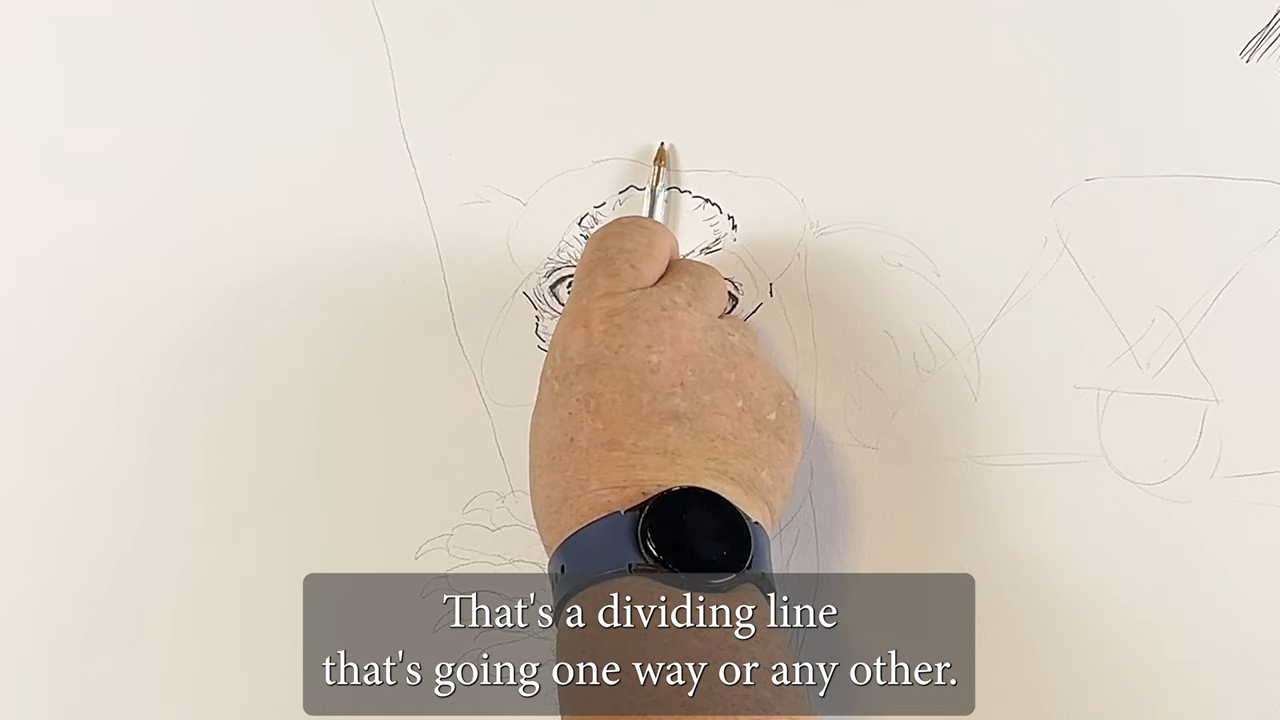 That's a dividing line
that's going one way or any other.